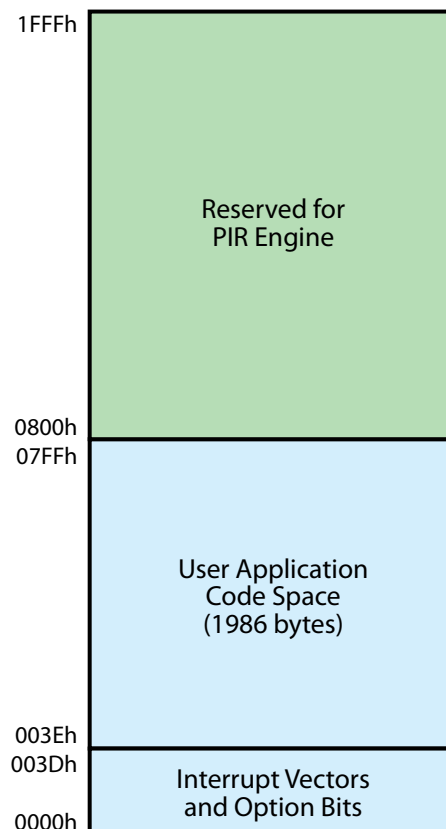 1FFFh
Reserved for
PIR Engine
0800h
07FFh
User Application
Code Space
(1986 bytes)
003Eh
003Dh
Interrupt Vectors
and Option Bits
0000h